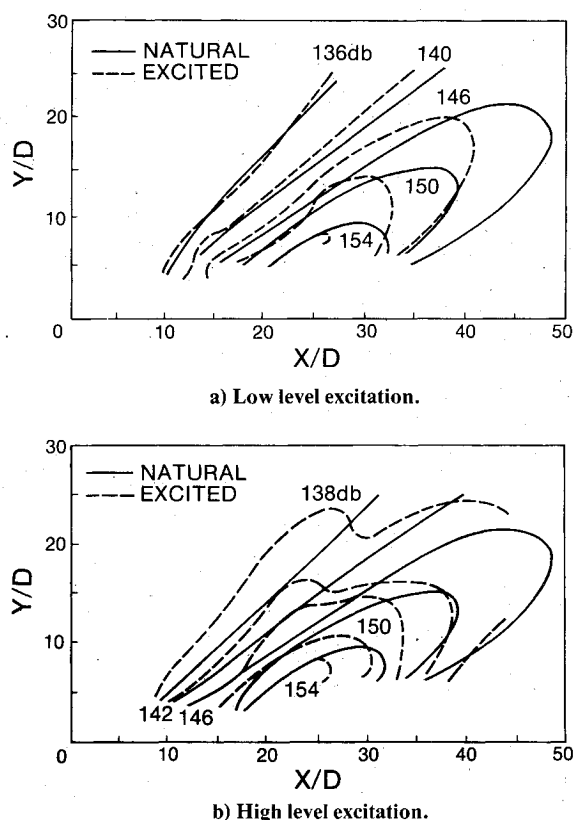 30
NATURAL
EXCITED
136db
140
146
150
154
20
10
0
Y/D
10
20
30
40
50
X/D
a) Low level excitation.
30
NATURAL
EXCITED
138db
150
154
142
146
20
10
0
Y/D
10
20
30
40
50
X/D
b) High level excitation.